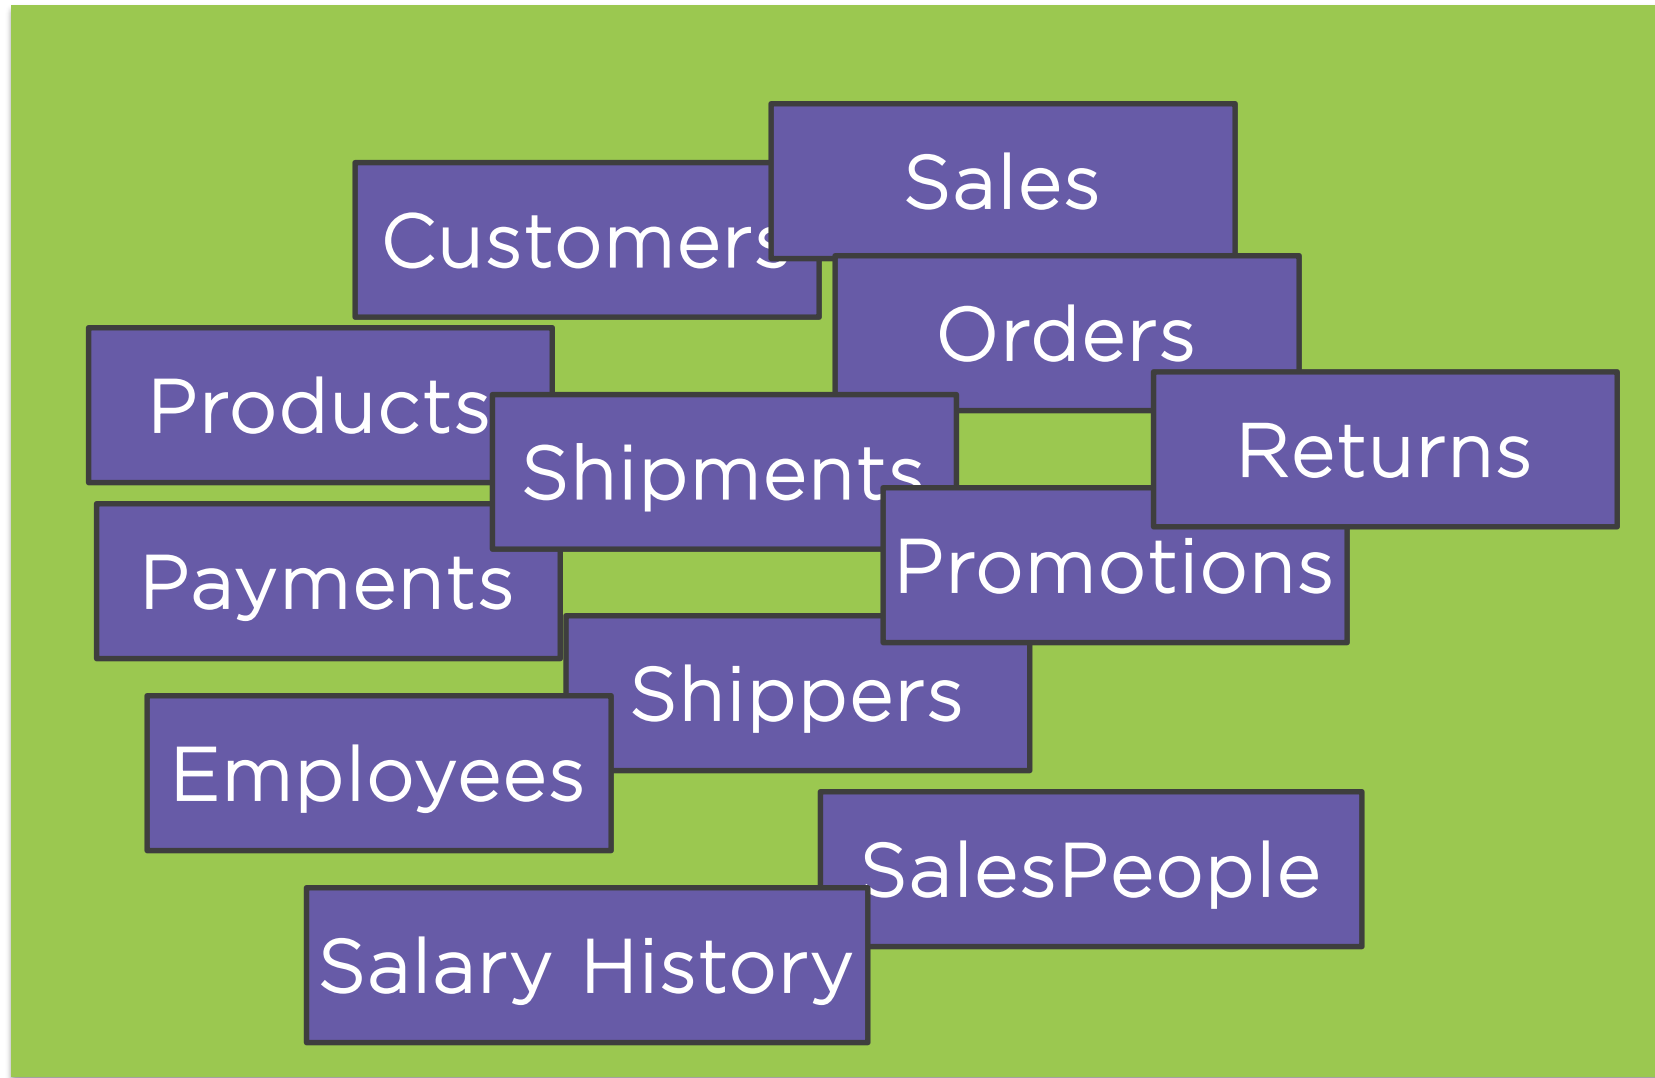 Sales
Customers
Orders
Products
Returns
Shipments
Promotions
Payments
Shippers
Employees
SalesPeople
Salary History